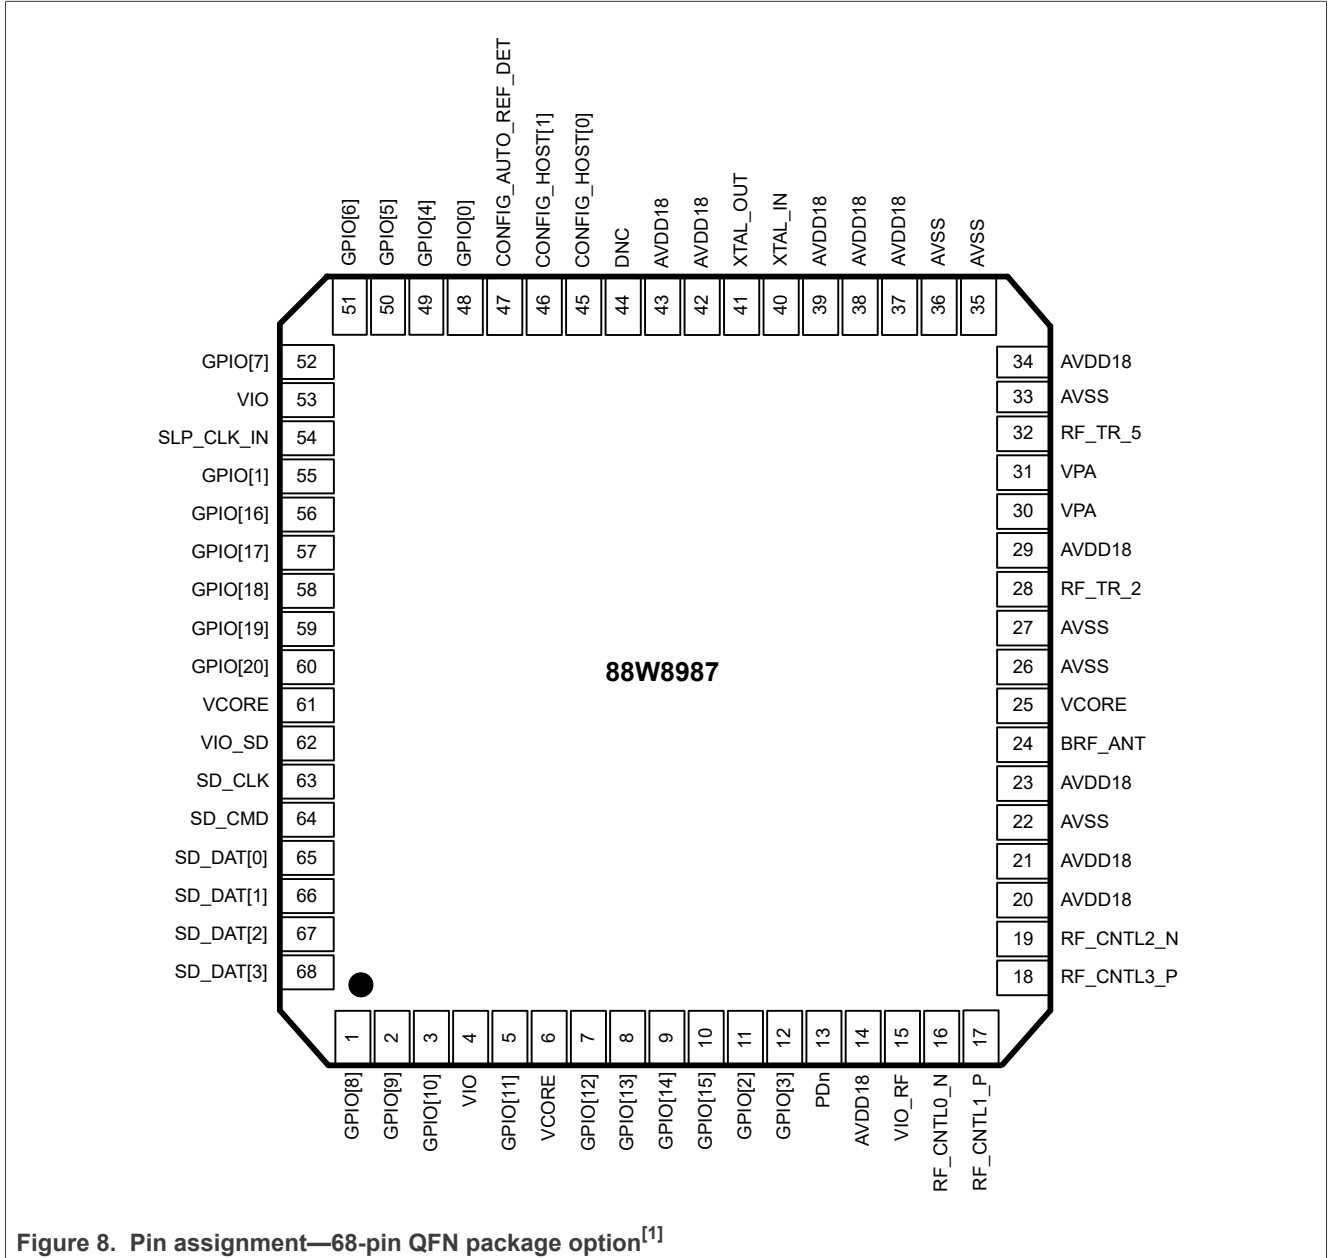 GPIO[6]
GPIO[5]
GPIO[4]
GPIO[0]
CONFIG_AUTO_REF_DET
CONFIG_HOST[1]
CONFIG_HOST[0]
DNC
AVDD18
AVDD18
XTAL_OUT
XTAL_IN
AVDD18
AVDD18
AVDD18
AVSS
AVSS
51
50
49
48
47
46
45
44
43
42
41
40
39
38
37
36
35
GPIO[7] 52
VIO 53
SLP_CLK_IN 54
GPIO[1] 55
GPIO[16] 56
GPIO[17] 57
GPIO[18] 58
GPIO[19] 59
GPIO[20] 60
VCORE 61
VIO_SD 62
SD_CLK 63
SD_CMD 64
SD_DAT[0] 65
SD_DAT[1] 66
SD_DAT[2] 67
SD_DAT[3] 68
88W8987
34 AVDD18
33 AVSS
32 RF_TR_5
31 VPA
30 VPA
29 AVDD18
28 RF_TR_2
27 AVSS
26 AVSS
25 VCORE
24 BRF_ANT
23 AVDD18
22 AVSS
21 AVDD18
20 AVDD18
19 RF_CNTL2_N
18 RF_CNTL3_P
1
2
3
4
5
6
7
8
9
10
11
12
13
14
15
16
17
GPIO[8]
GPIO[9]
GPIO[10]
VIO
GPIO[11]
VCORE
GPIO[12]
GPIO[13]
GPIO[14]
GPIO[15]
GPIO[2]
GPIO[3]
PDn
AVDD18
VIO_RF
RF_CNTL0_N
RF_CNTL1_P
Figure 8. Pin assignment—68-pin QFN package option[1]